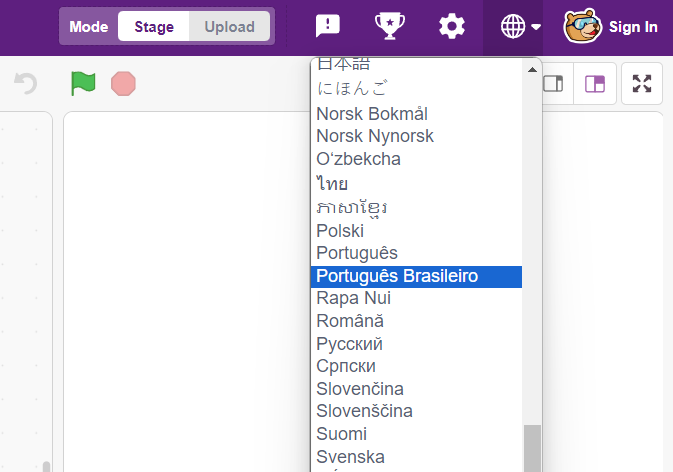 Mode
Stage
Upload
Sign In
日本語
にほんご
Norsk Bokmål
Norsk Nynorsk
Oʻzbekcha
ไทย
ភាសាខ្មែរ
Polski
Português
Português Brasileiro
Rapa Nui
Română
Русский
Српски
Slovenčina
Slovenščina
Suomi
Svenska